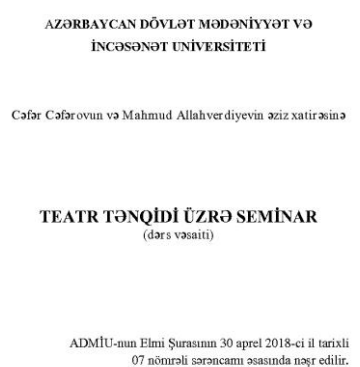 AZƏRBAYCAN DÖVLƏT MƏDƏNİYYƏT VƏ
İNCƏSƏNƏT UNİVERSİTETİ
Cəfər Cəfərovun və Mahmud Allahverdiyevin əziz xatirəsinə
TEATR TƏNQİDİ ÜZRƏ SEMİNAR
(dərs vəsaiti)
ADMİU-nun Elmi Şurasının 30 aprel 2018-ci il tarixli
07 nömrəli sərəncamı əsasında nəşr edilir.